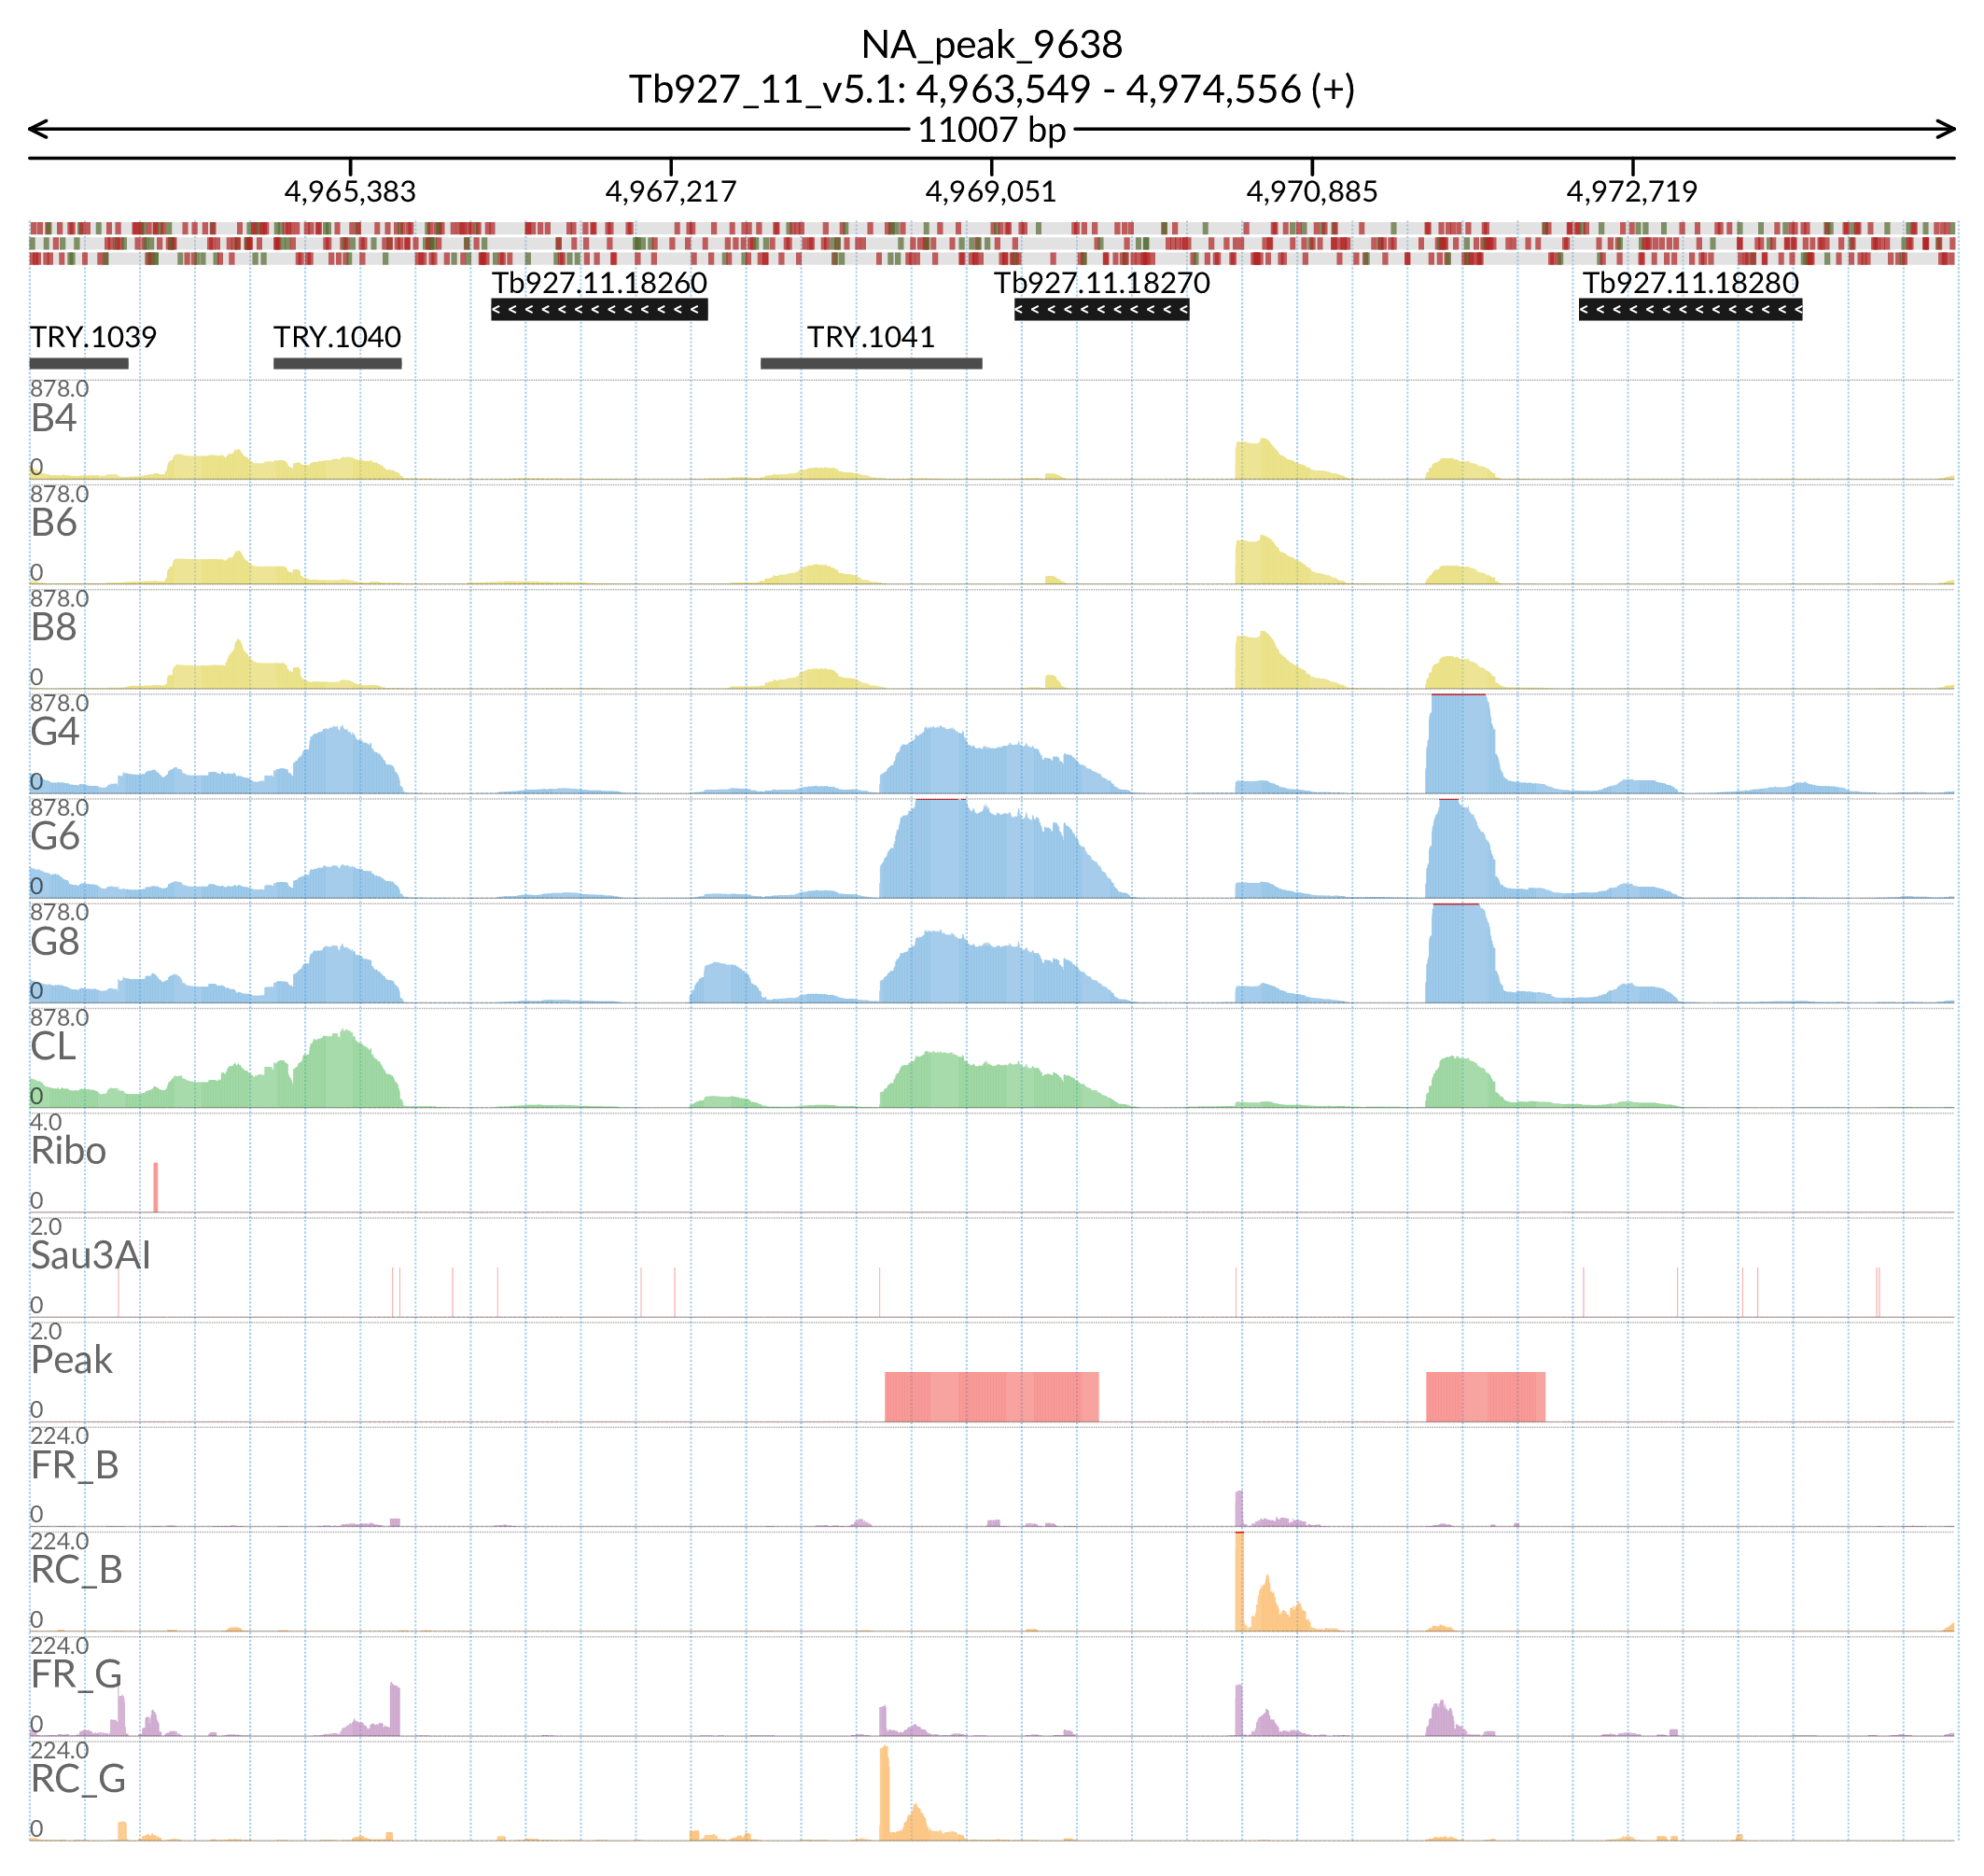 NA_peak_9638
Tb927_11_v5.1: 4,963,549 - 4,974,556 (+)
11007 bp
4,965,383 4,967,217 4,969,051 4,970,885 4,972,719
Tb927.11.18260 Tb927.11.18270 Tb927.11.18280
TRY.1039 TRY.1040 TRY.1041
878.0
B4
0
878.0
B6
0
878.0
B8
0
878.0
G4
0
878.0
G6
0
878.0
G8
0
878.0
CL
0
4.0
Ribo
0
2.0
Sau3AI
0
2.0
Peak
0
224.0
FR_B
0
224.0
RC_B
0
224.0
FR_G
0
224.0
RC_G
0